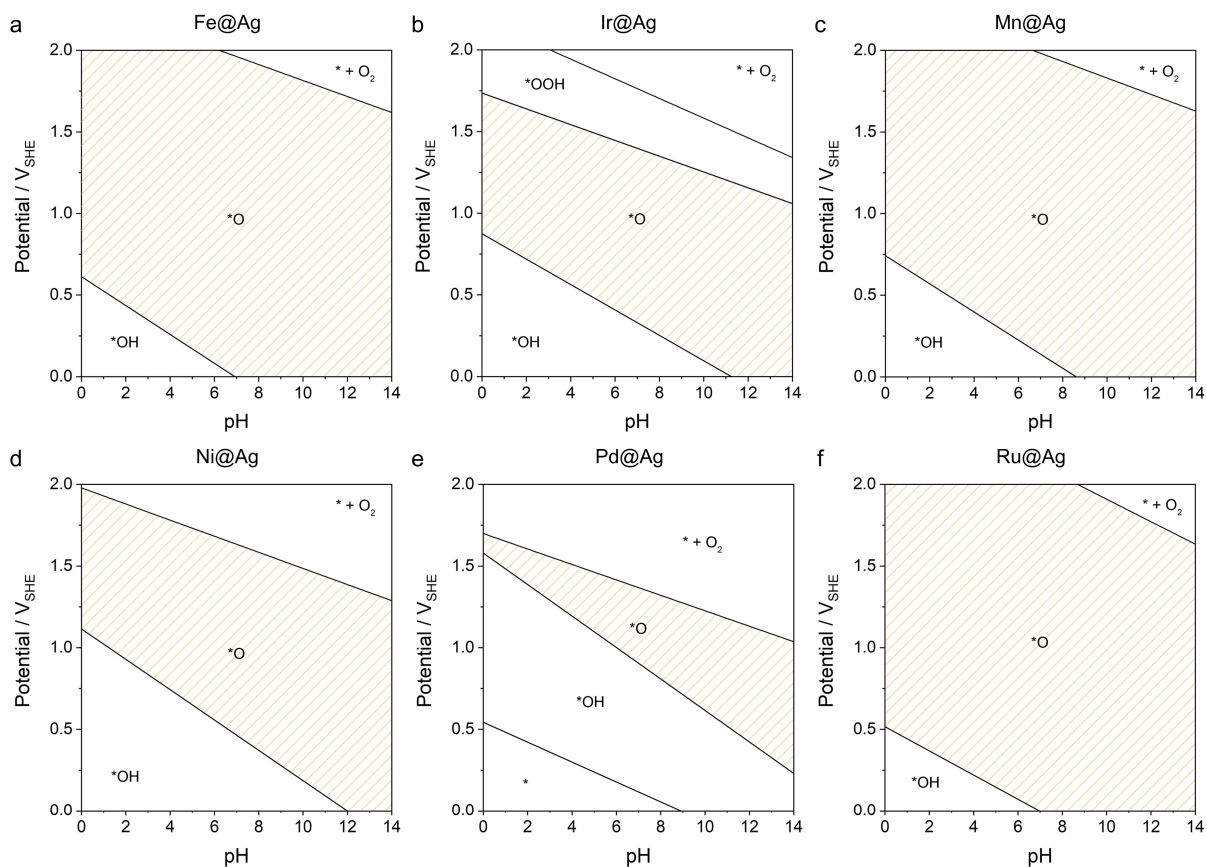 a
Fe@Ag
2.0
1.5
1.0
0.5
0.0
Potential / V_SHE
* + O₂
*O
*OH
0 2 4 6 8 10 12 14
pH
b
Ir@Ag
2.0
1.5
1.0
0.5
0.0
Potential / V_SHE
* + O₂
*OOH
*O
*OH
0 2 4 6 8 10 12 14
pH
c
Mn@Ag
2.0
1.5
1.0
0.5
0.0
Potential / V_SHE
* + O₂
*O
*OH
0 2 4 6 8 10 12 14
pH
d
Ni@Ag
2.0
1.5
1.0
0.5
0.0
Potential / V_SHE
* + O₂
*O
*OH
0 2 4 6 8 10 12 14
pH
e
Pd@Ag
2.0
1.5
1.0
0.5
0.0
Potential / V_SHE
* + O₂
*O
*OH
*
0 2 4 6 8 10 12 14
pH
f
Ru@Ag
2.0
1.5
1.0
0.5
0.0
Potential / V_SHE
* + O₂
*O
*OH
0 2 4 6 8 10 12 14
pH